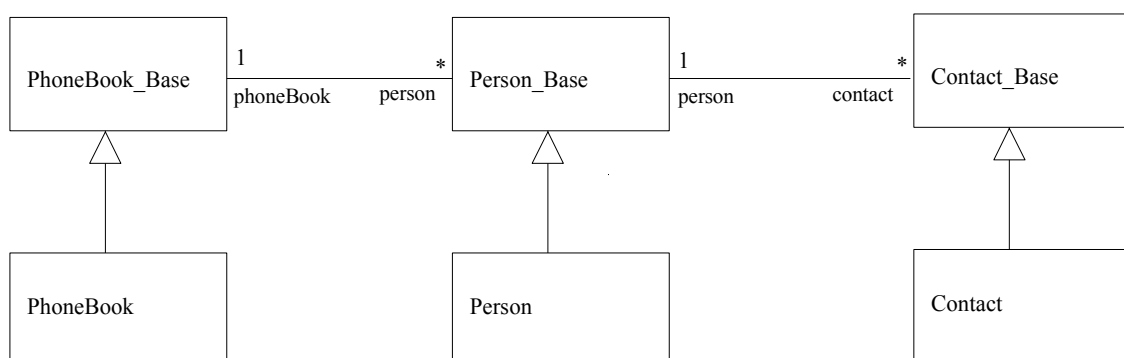 PhoneBook_Base
1
phoneBook
*
person
Person_Base
1
person
*
contact
Contact_Base
PhoneBook
Person
Contact